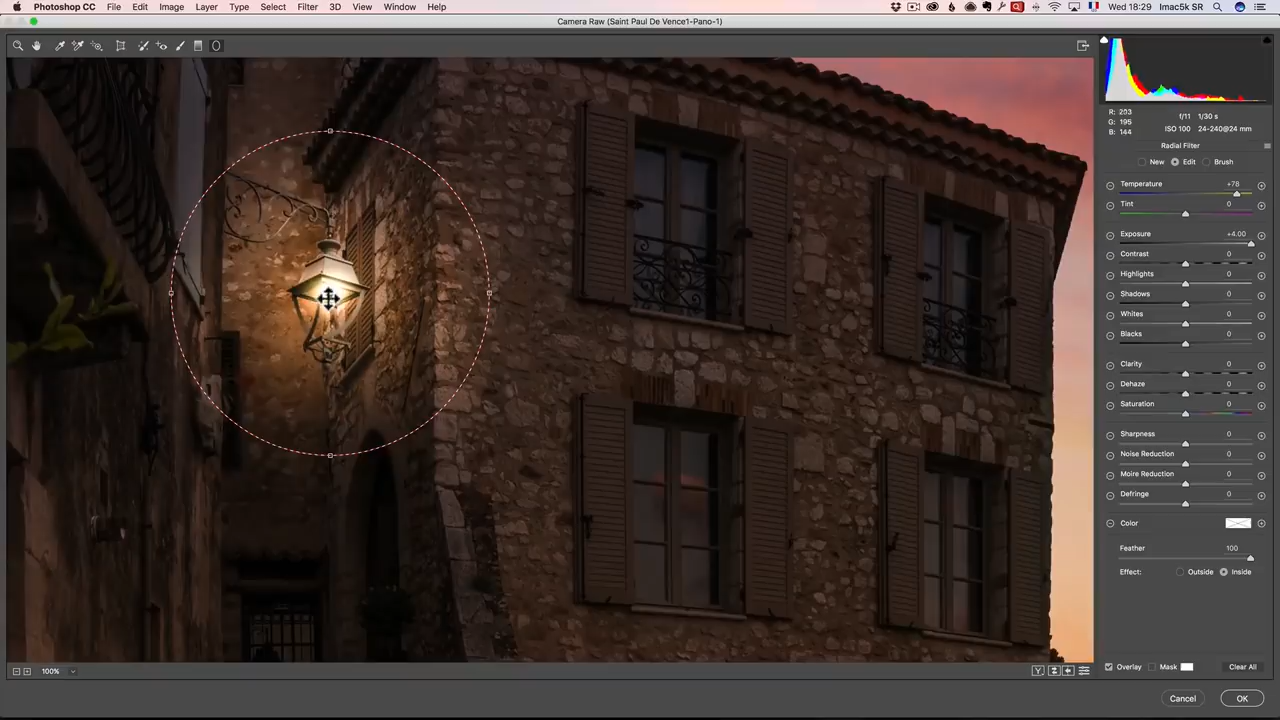 Photoshop CC File Edit Image Layer Type Select Filter 3D View Window Help Wed 18:29 Imac5k SR
Camera Raw (Saint Paul De Vence1-Pano-1)
R: 203
G: 195
B: 144
f/11 1/30 s
ISO 100 24-240@24 mm
Radial Filter
New Edit Brush
Temperature +78
Tint 0
Exposure +4.00
Contrast 0
Highlights 0
Shadows 0
Whites 0
Blacks 0
Clarity 0
Dehaze 0
Saturation 0
Sharpness 0
Noise Reduction 0
Moire Reduction 0
Defringe 0
Color
Feather 100
Effect: Outside Inside
100% Y Overlay Mask Clear All
Cancel OK